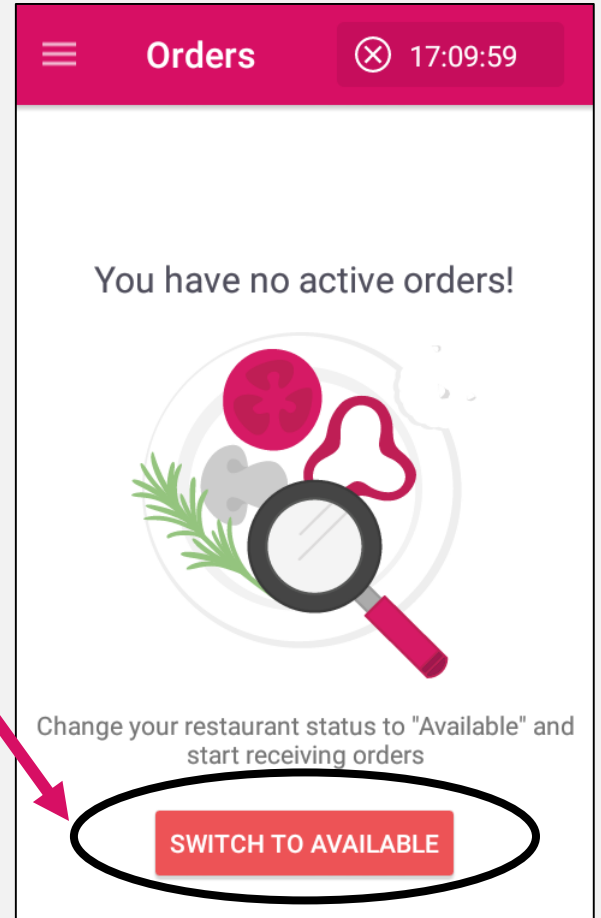 Orders 17:09:59
You have no active orders!
Change your restaurant status to "Available" and
start receiving orders
SWITCH TO AVAILABLE